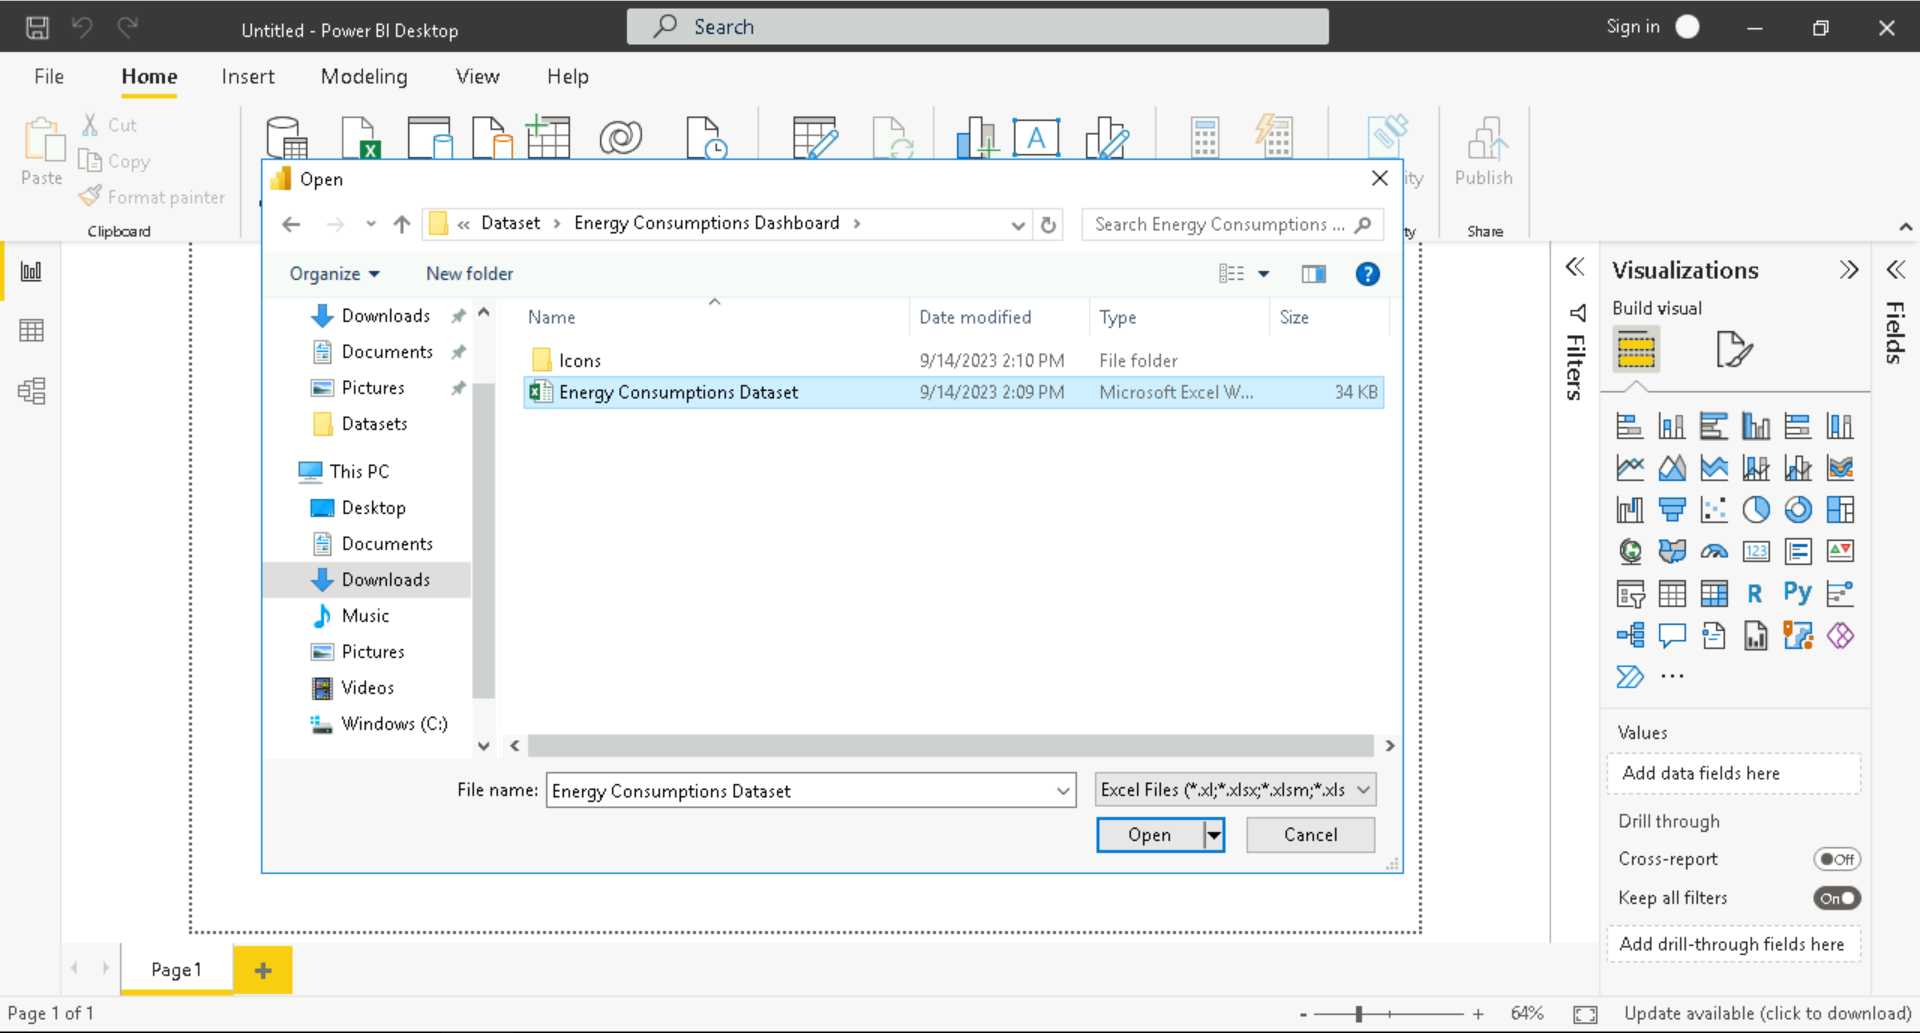 Untitled - Power BI Desktop
Search
Sign in
File
Home
Insert
Modeling
View
Help
Paste
Cut
Copy
Format painter
Clipboard
Publish
Share
Open
« Dataset > Energy Consumptions Dashboard >
Search Energy Consumptions ...
Organize
New folder
Downloads
Documents
Pictures
Datasets
This PC
Desktop
Documents
Downloads
Music
Pictures
Videos
Windows (C:)
Name
Date modified
Type
Size
Icons
9/14/2023 2:10 PM
File folder
Energy Consumptions Dataset
9/14/2023 2:09 PM
Microsoft Excel W...
34 KB
File name:
Energy Consumptions Dataset
Excel Files (*.xl;*.xlsx;*.xlsm;*.xls
Open
Cancel
Filters
Visualizations
Build visual
Fields
123
R
Py
...
Values
Add data fields here
Drill through
Cross-report
Off
Keep all filters
On
Add drill-through fields here
Page1
+
Page 1 of 1
- + 64%
Update available (click to download)